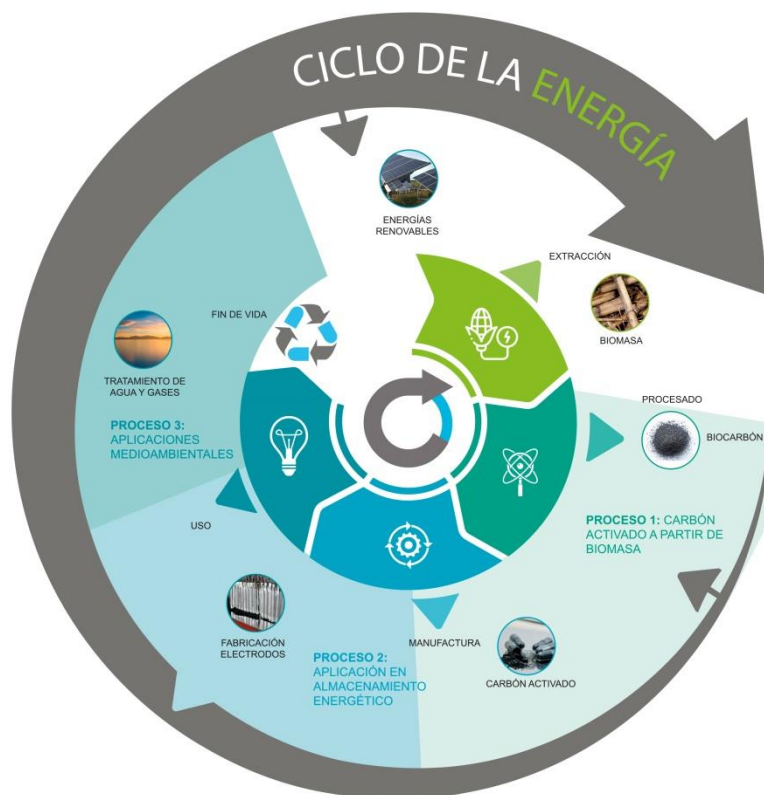 CICLO DE LA ENERGÍA
ENERGÍAS
RENOVABLES
EXTRACCIÓN
BIOMASA
FIN DE VIDA
TRATAMIENTO DE
AGUA Y GASES
PROCESADO
BIOCARBÓN
PROCESO 3:
APLICACIONES
MEDIOAMBIENTALES
PROCESO 1: CARBÓN
ACTIVADO A PARTIR DE
BIOMASA
USO
FABRICACIÓN
ELECTRODOS
PROCESO 2:
APLICACIÓN EN
ALMACENAMIENTO
ENERGÉTICO
MANUFACTURA
CARBÓN ACTIVADO